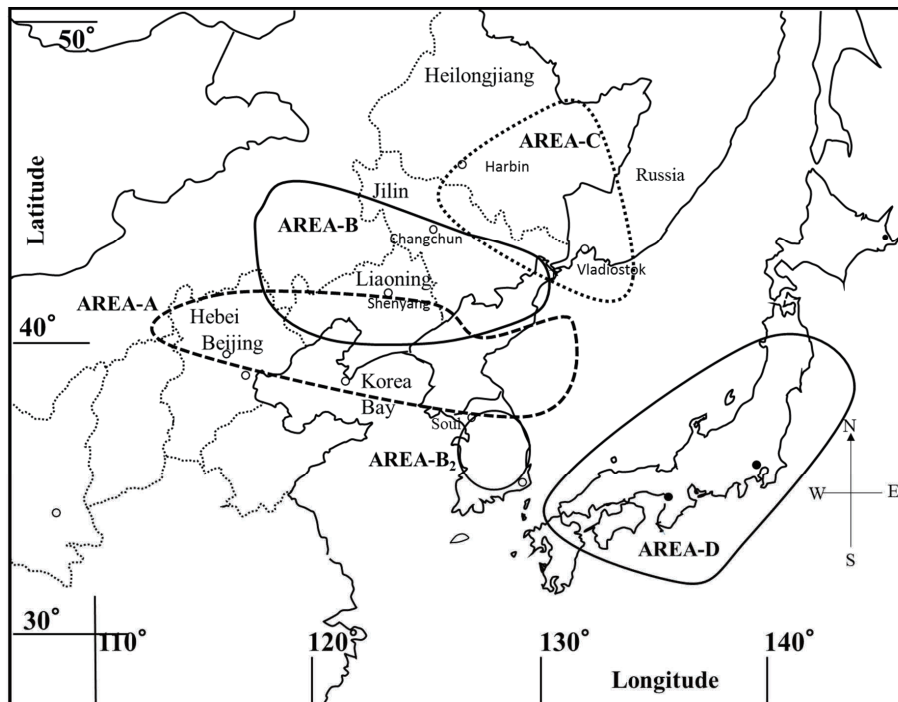 50°
Heilongjiang
AREA-C
Harbin
Russia
Latitude
Jilin
AREA-B
Changchun
Vladiostok
Liaoning
Shenyang
AREA-A
Hebei
40°
Beijing
Korea
Bay
Soul
AREA-B₂
N
W
E
AREA-D
S
30°
110°
120°
130°
140°
Longitude